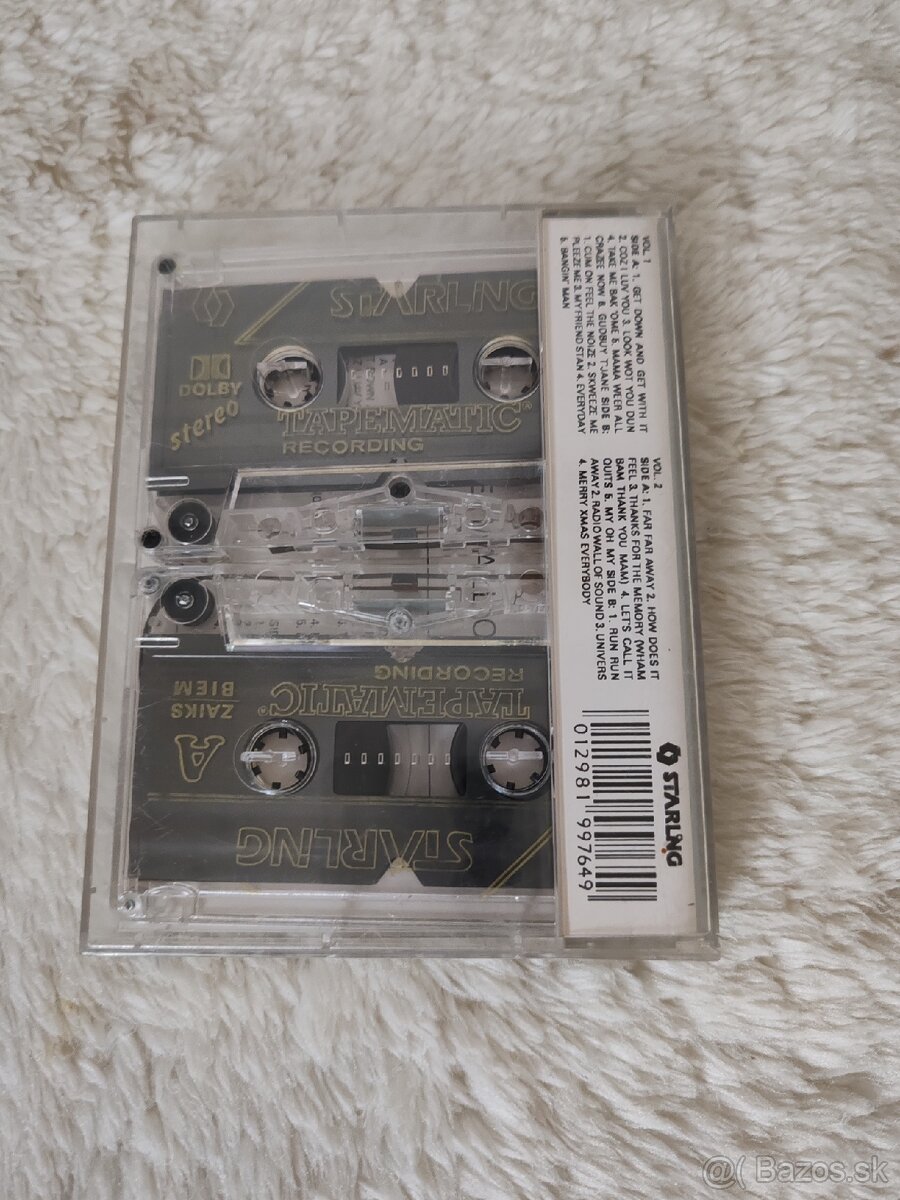 VOL. 1
SIDE A: 1. GET DOWN AND GET WITH IT
2. COZ I LUV YOU 3. LOOK WOT YOU DUN
4. TAKE ME BAK 'OME 5. MAMA WEER ALL
CRAZEE NOW 6. GUDBUY T'JANE SIDE B:
1. CUM ON FEEL THE NOIZE 2. SKWEEZE ME
PLEEZE ME 3. MY FRIEND STAN 4. EVERYDAY
5. BANGIN' MAN
VOL. 2
SIDE A: 1. FAR FAR AWAY 2. HOW DOES IT
FEEL 3. THANKS FOR THE MEMORY (WHAM
BAM THANK YOU MAM) 4. LET'S CALL IT
QUITS 5. MY OH MY SIDE B: 1. RUN RUN
AWAY 2. RADIO WALL OF SOUND 3. UNIVERS
4. MERRY XMAS EVERYBODY
STARLING
012981 997649
STARLING
DOLBY
stereo
TAPEMATIC®
RECORDING
RECORDING
TAPEMATIC®
ZAIKS
BIEM
A
STARLING
@( Bazos.sk